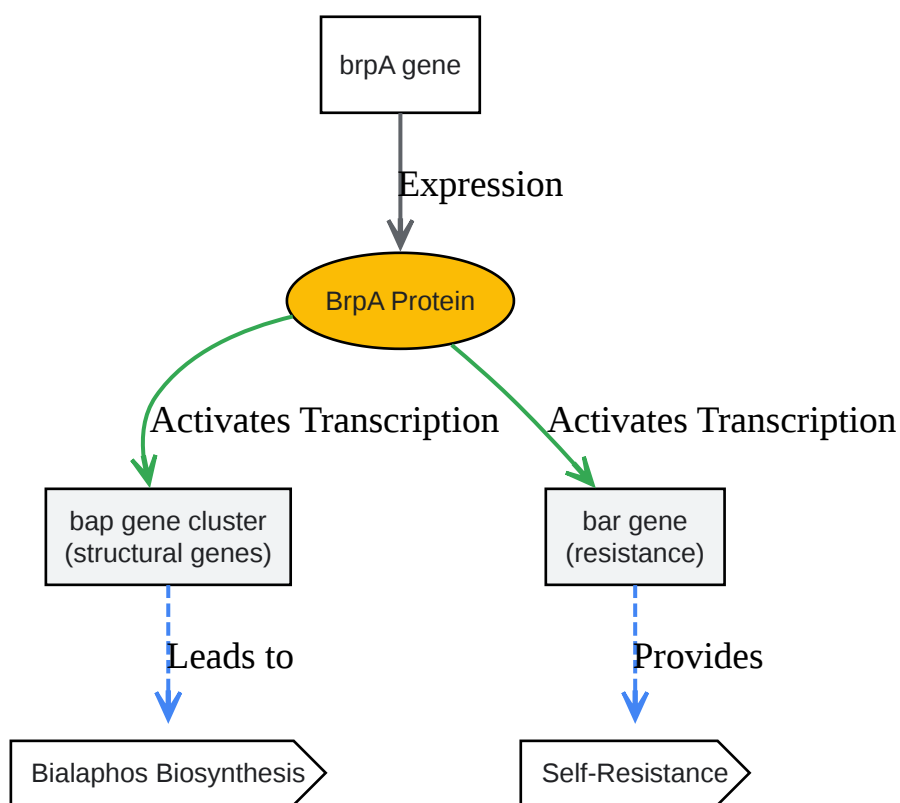 brpA gene
Expression
BrpA Protein
Activates Transcription
Activates Transcription
bap gene cluster
(structural genes)
bar gene
(resistance)
Leads to
Provides
Bialaphos Biosynthesis
Self-Resistance